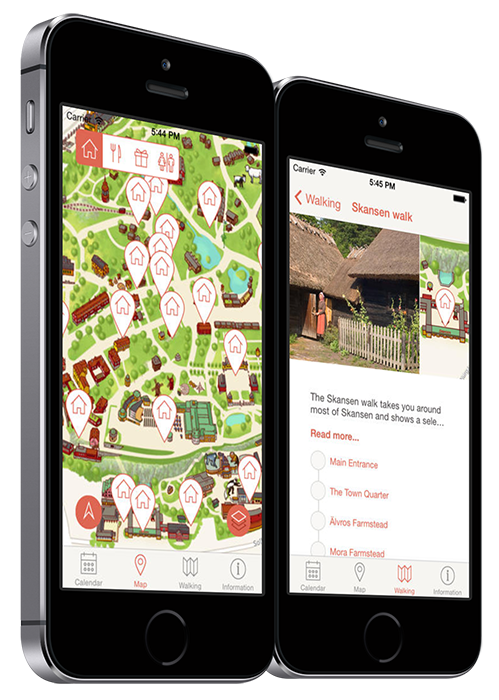 Carrier
5:44 PM
Calendar
Map
Walking
Information
Carrier
5:45 PM
Walking
Skansen walk
The Skansen walk takes you around
most of Skansen and shows a sele...
Read more...
Main Entrance
The Town Quarter
Älvros Farmstead
Mora Farmstead
Calendar
Map
Walking
Information